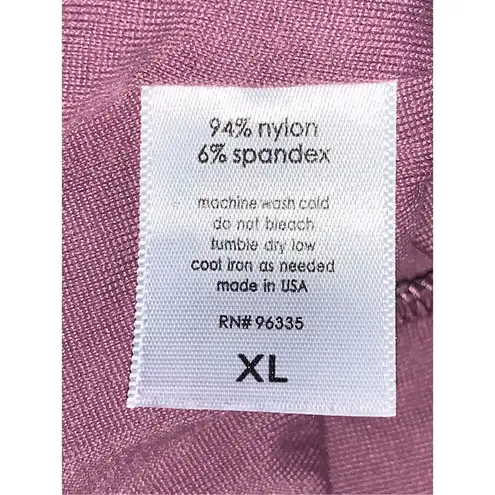 94% nylon
6% spandex
machine wash cold
do not bleach
tumble dry low
cool iron as needed
made in USA
RN# 96335
XL